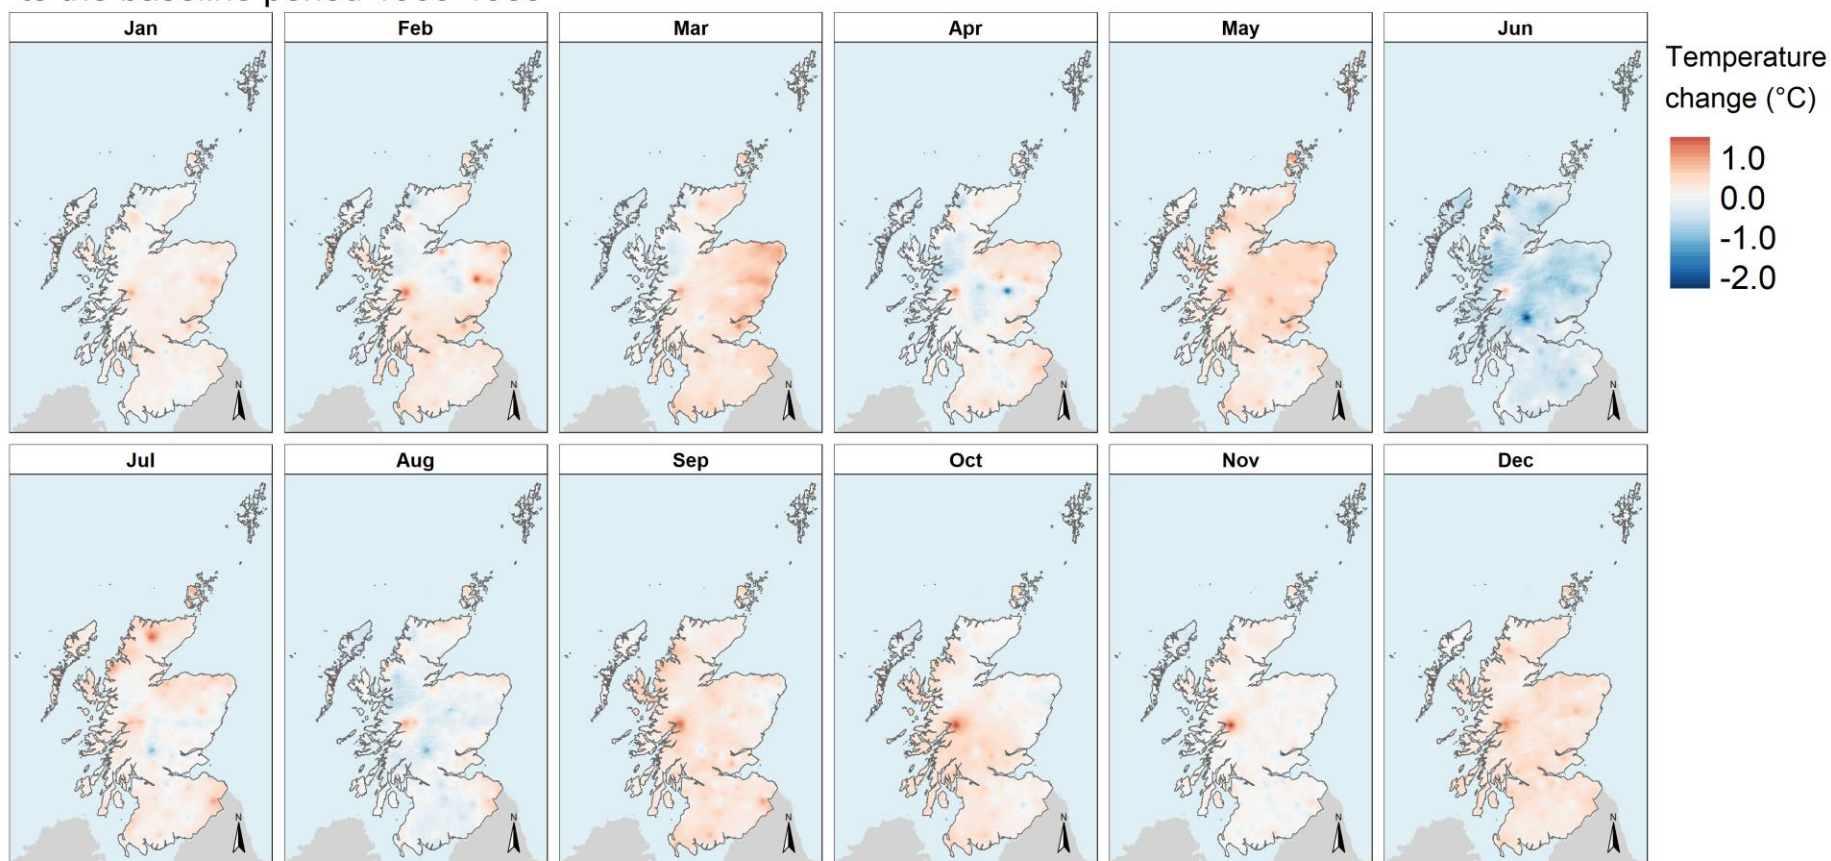 Jan Feb Mar Apr May Jun
Temperature
change (°C)
1.0
0.0
-1.0
-2.0
N N N N N N
Jul Aug Sep Oct Nov Dec
N N N N N N